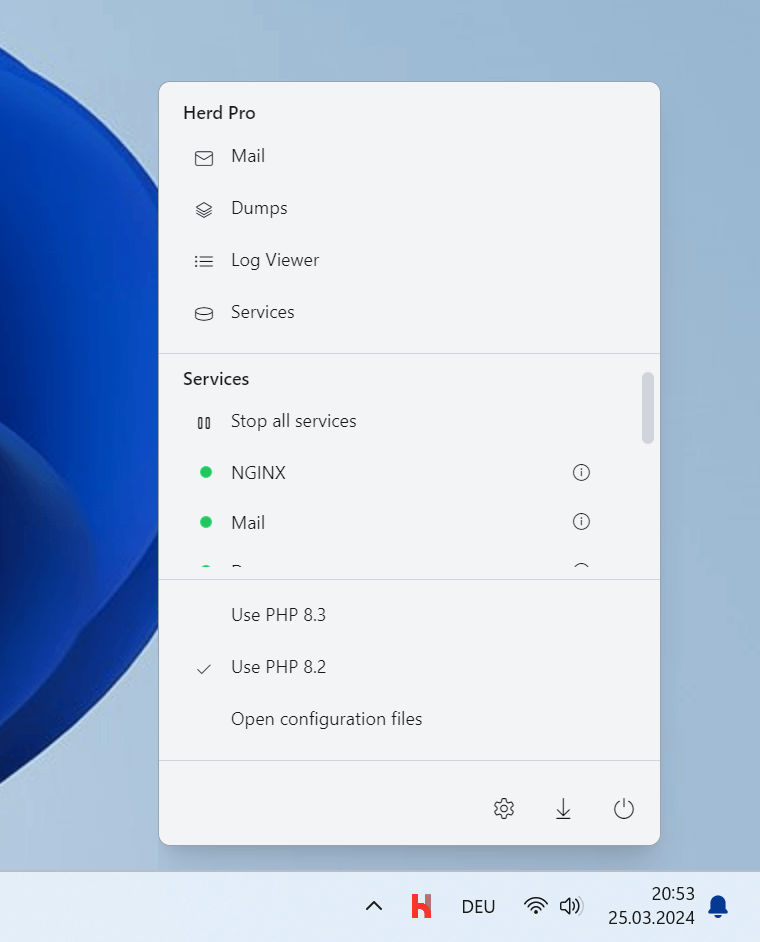 Herd Pro
Mail
Dumps
Log Viewer
Services
Services
Stop all services
NGINX
Mail
Use PHP 8.3
Use PHP 8.2
Open configuration files
DEU
20:53
25.03.2024